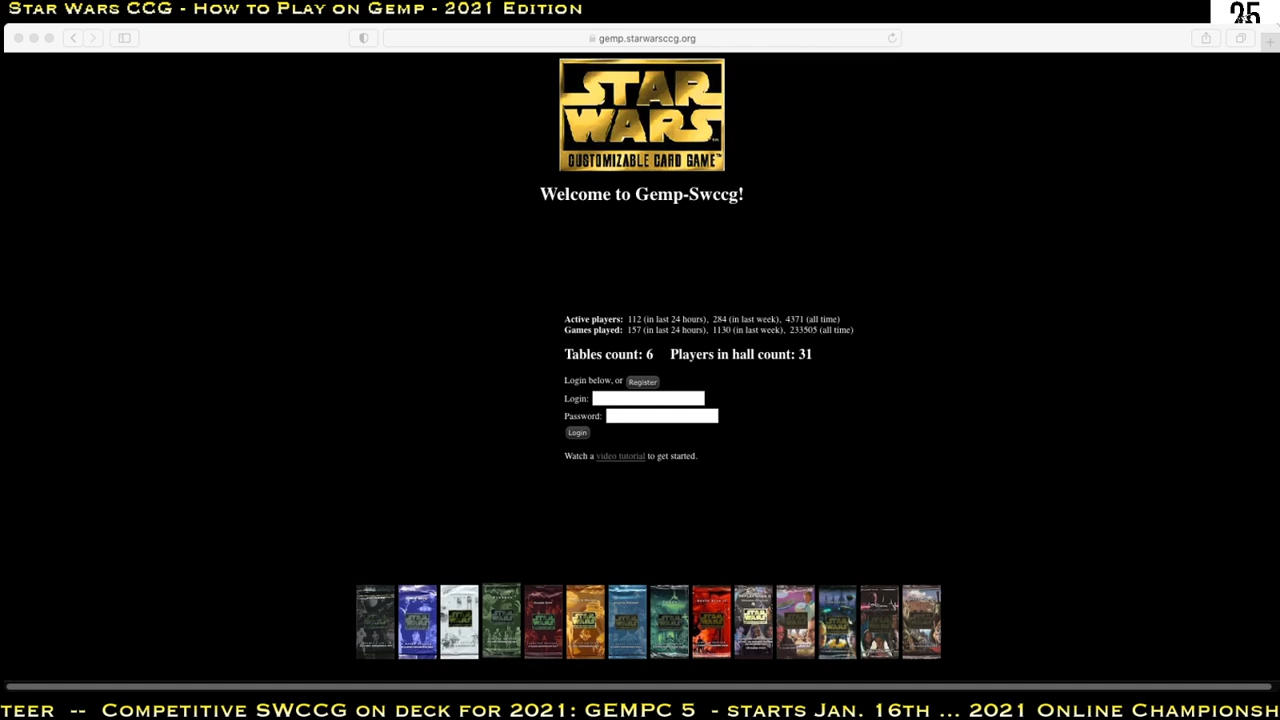 Star Wars CCG - How to Play on Gemp - 2021 Edition
25
gemp.starwarsccg.org
STAR
WARS
CUSTOMIZABLE CARD GAME™
Welcome to Gemp-Swccg!
Active players: 112 (in last 24 hours), 284 (in last week), 4371 (all time)
Games played: 157 (in last 24 hours), 1130 (in last week), 233505 (all time)
Tables count: 6 Players in hall count: 31
Login below, or Register
Login:
Password:
Login
Watch a video tutorial to get started.
TEER -- Competitive SWCCG on deck for 2021: GEMPC 5 - starts Jan. 16th ... 2021 Online Championsh